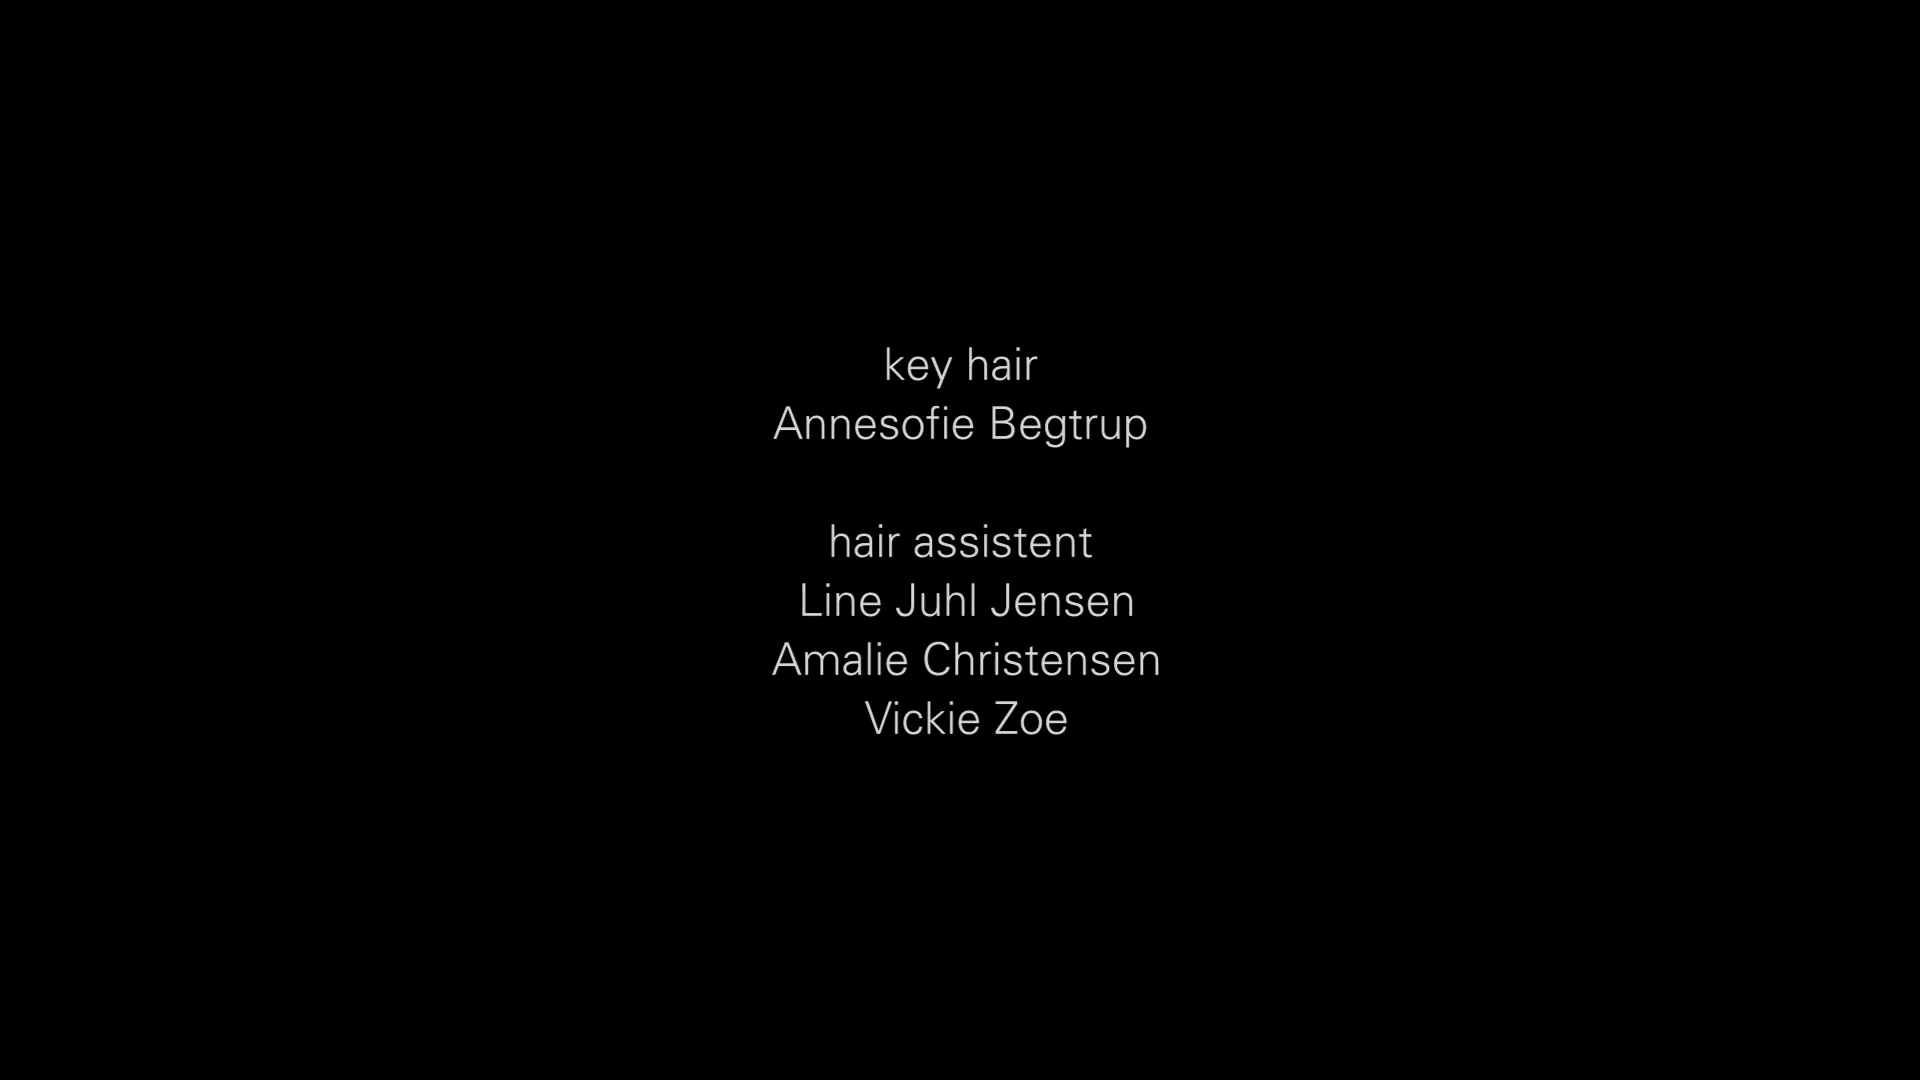 key hair
Annesofie Begtrup
hair assistent
Line Juhl Jensen
Amalie Christensen
Vickie Zoe